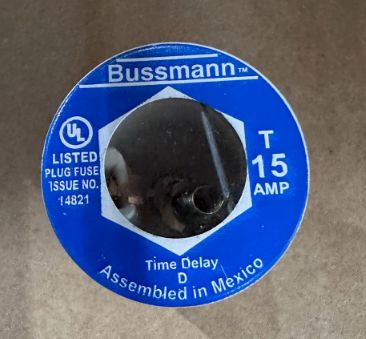 Bussmann™
UL
LISTED
PLUG FUSE
ISSUE NO.
14821
T
15
AMP
Time Delay
D
Assembled in Mexico